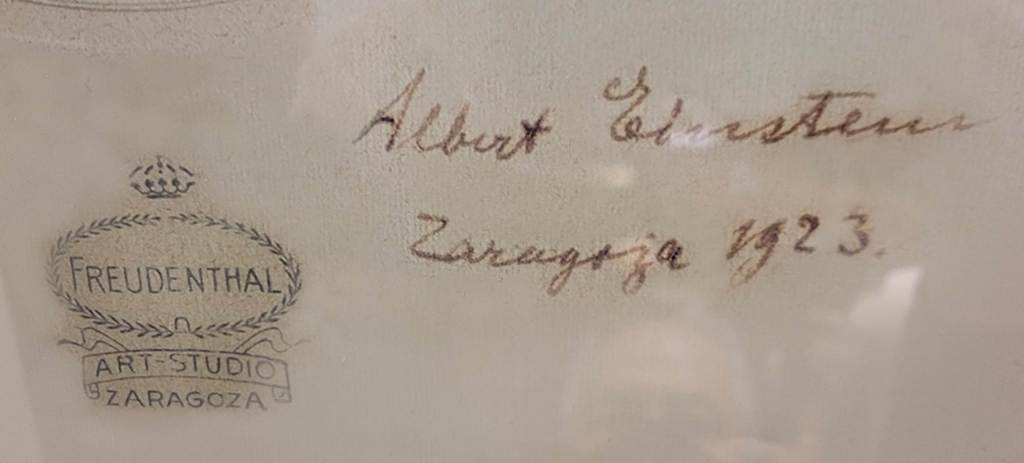 Albert Einstein
Zaragoza 1923.
FREUDENTHAL
ART-STUDIO
ZARAGOZA